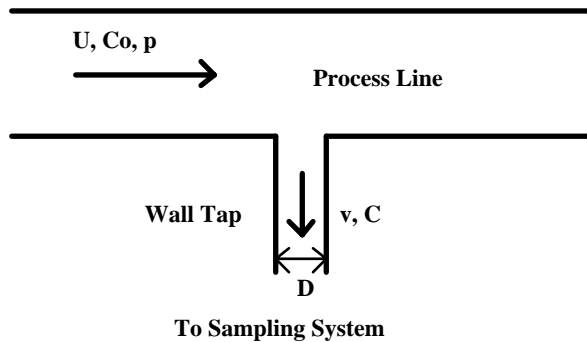 U, Co, p
Process Line
Wall Tap
v, C
D
To Sampling System